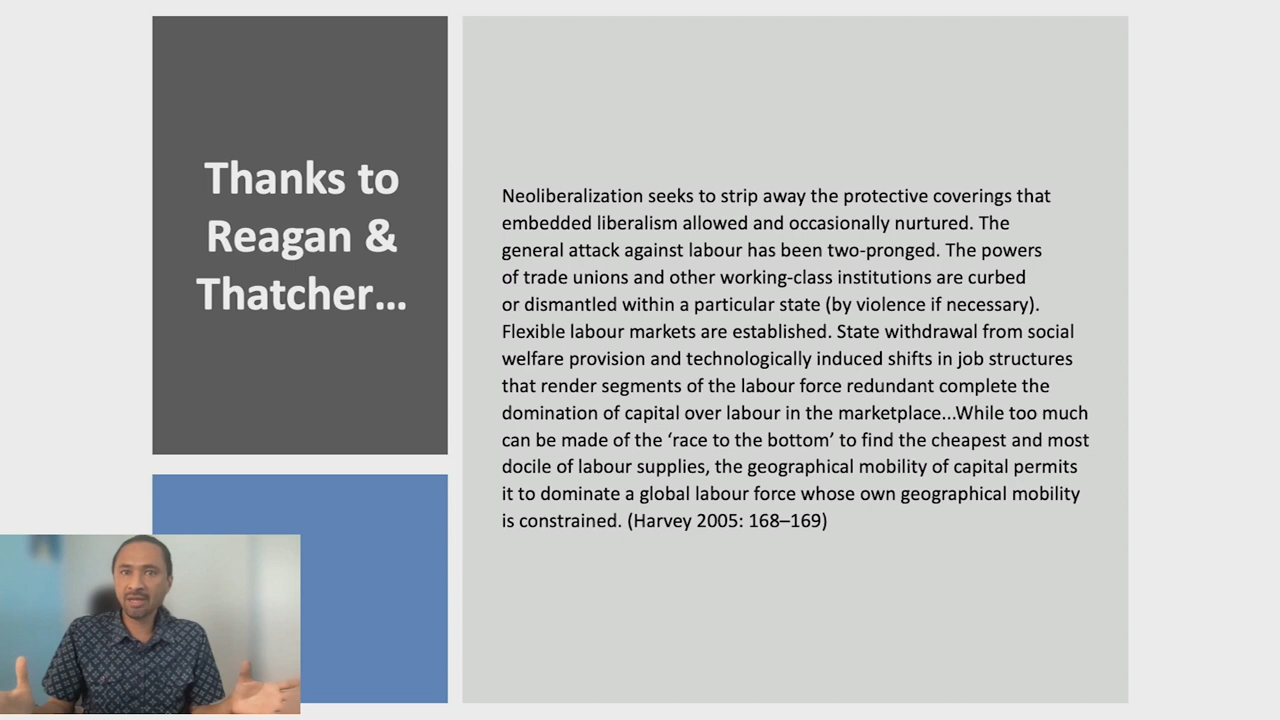 Thanks to
Reagan &
Thatcher...
Neoliberalization seeks to strip away the protective coverings that
embedded liberalism allowed and occasionally nurtured. The
general attack against labour has been two-pronged. The powers
of trade unions and other working-class institutions are curbed
or dismantled within a particular state (by violence if necessary).
Flexible labour markets are established. State withdrawal from social
welfare provision and technologically induced shifts in job structures
that render segments of the labour force redundant complete the
domination of capital over labour in the marketplace...While too much
can be made of the ‘race to the bottom’ to find the cheapest and most
docile of labour supplies, the geographical mobility of capital permits
it to dominate a global labour force whose own geographical mobility
is constrained. (Harvey 2005: 168–169)